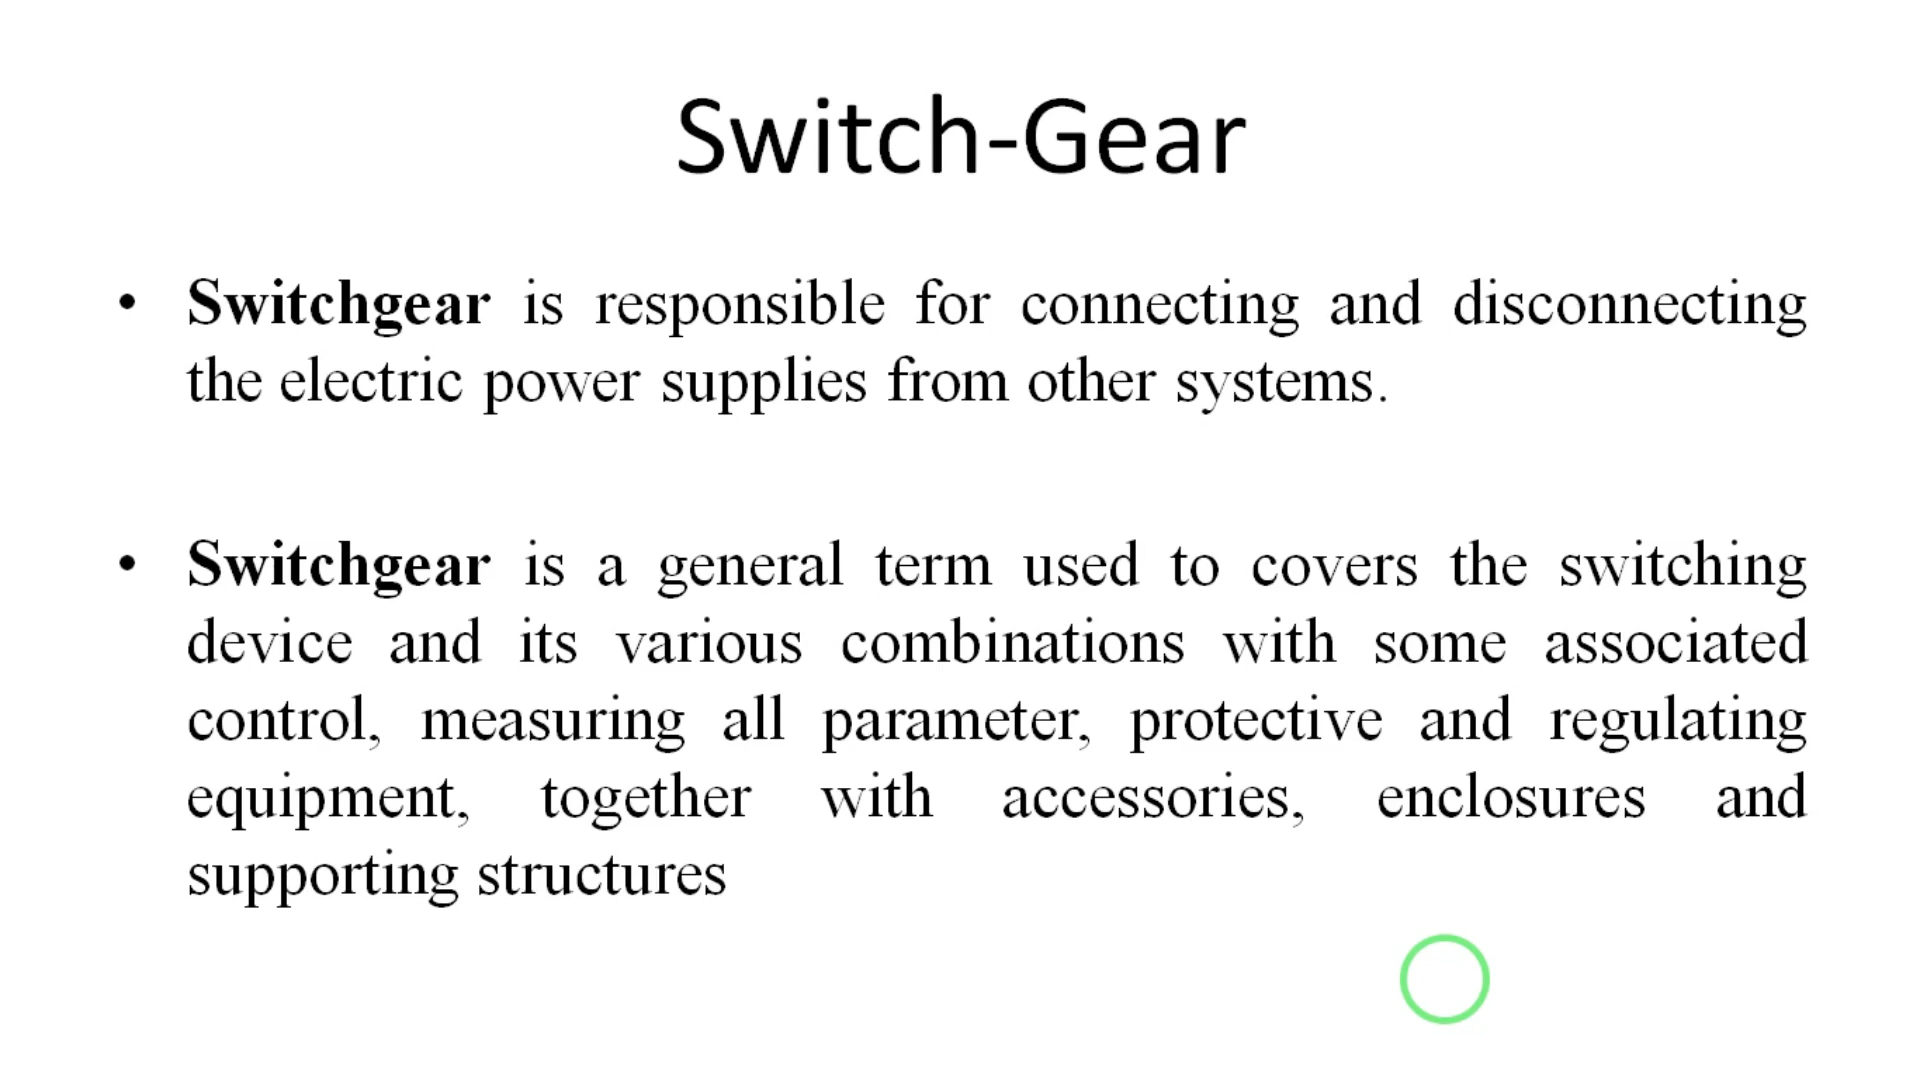 Switch-Gear
• Switchgear is responsible for connecting and disconnecting
the electric power supplies from other systems.
• Switchgear is a general term used to covers the switching
device and its various combinations with some associated
control, measuring all parameter, protective and regulating
equipment, together with accessories, enclosures and
supporting structures